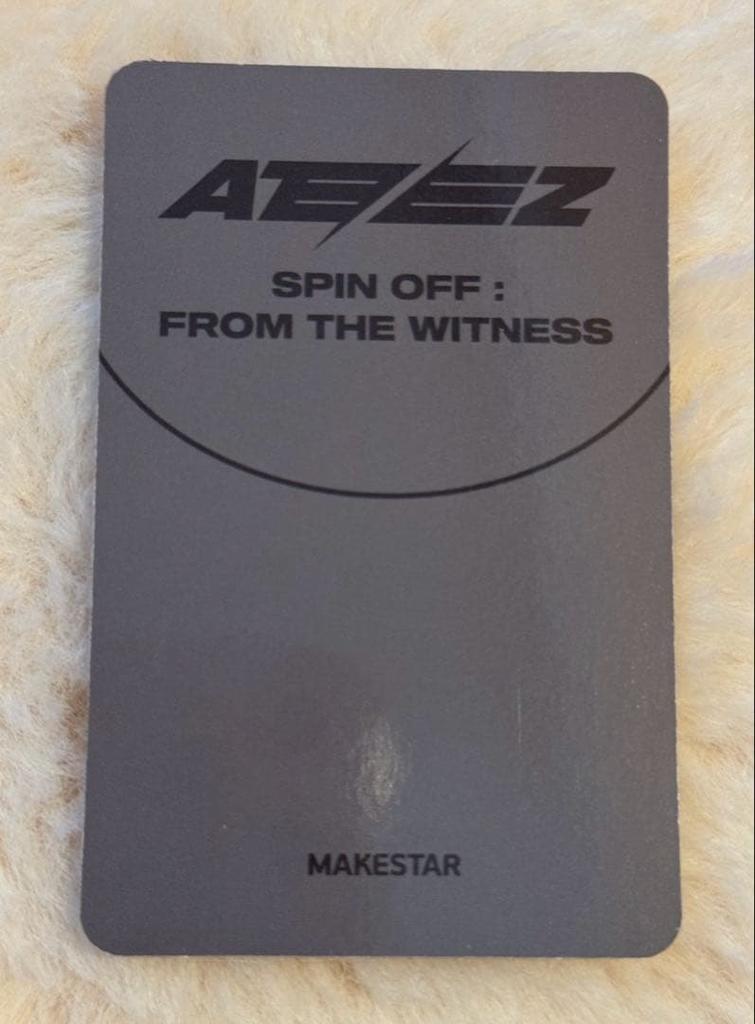 ATEEZ
SPIN OFF :
FROM THE WITNESS
MAKESTAR